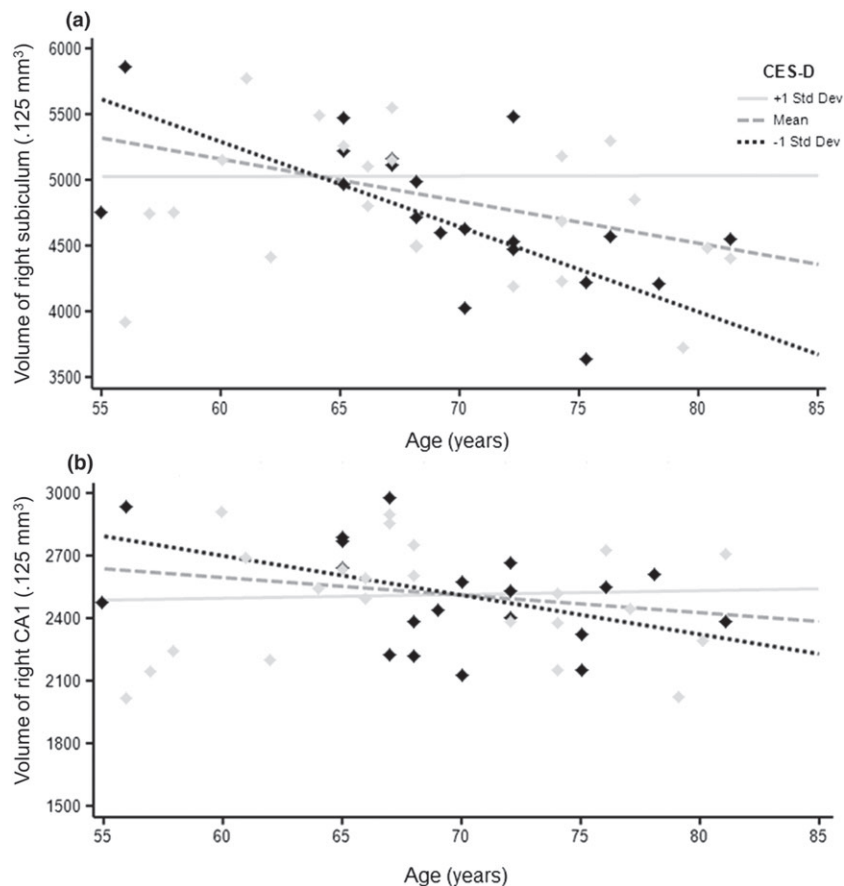 (a)
Volume of right subiculum (.125 mm³)
6000
5500
5000
4500
4000
3500
CES-D
+1 Std Dev
Mean
-1 Std Dev
55 60 65 70 75 80 85
Age (years)
(b)
Volume of right CA1 (.125 mm³)
3000
2700
2400
2100
1800
1500
55 60 65 70 75 80 85
Age (years)